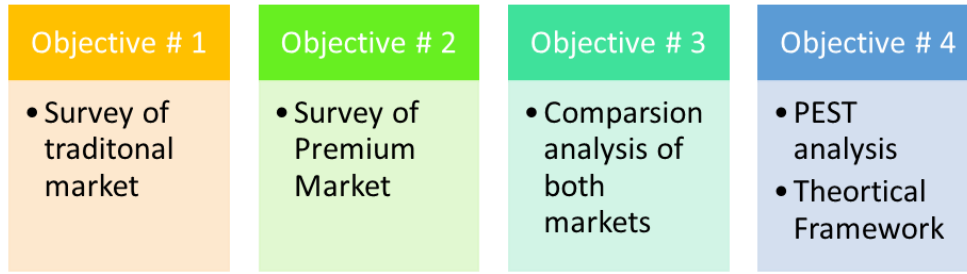 Objective # 1
• Survey of
traditonal
market
Objective # 2
• Survey of
Premium
Market
Objective # 3
• Comparsion
analysis of
both
markets
Objective # 4
• PEST
analysis
• Theortical
Framework